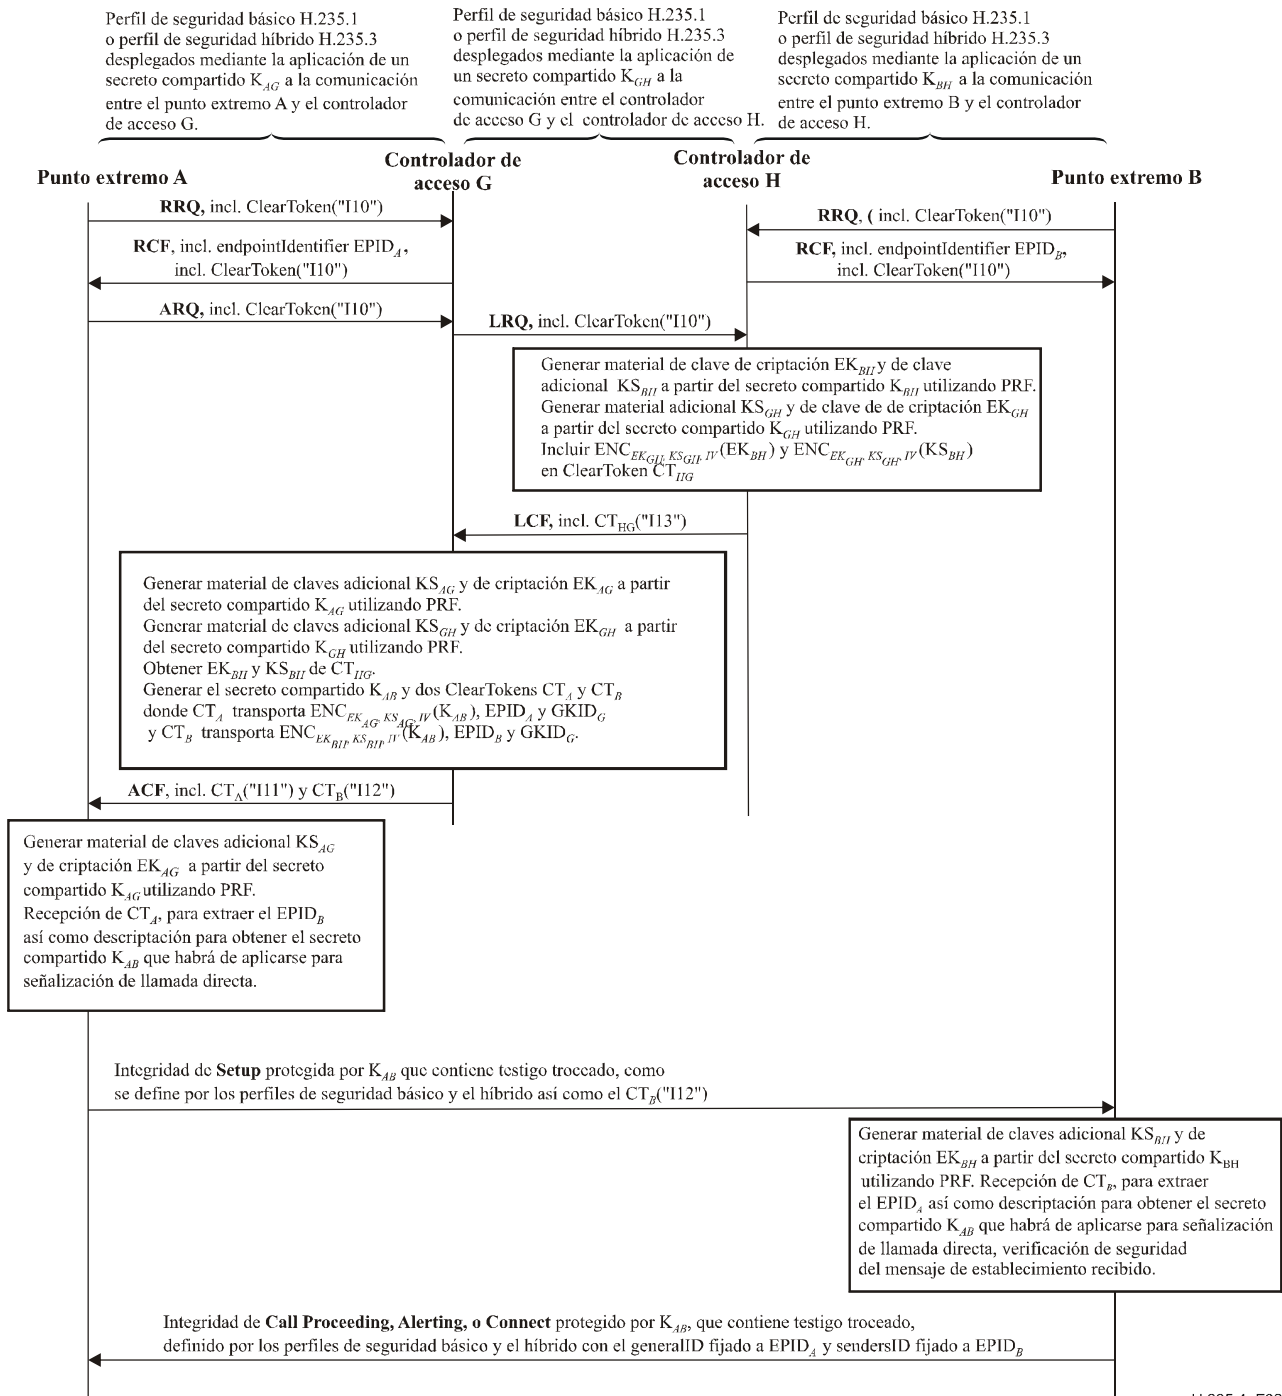 Perfil de seguridad básico H.235.1
o perfil de seguridad híbrido H.235.3
desplegados mediante la aplicación de un
secreto compartido K_AG a la comunicación
entre el punto extremo A y el controlador
de acceso G.
Perfil de seguridad básico H.235.1
o perfil de seguridad híbrido H.235.3
desplegados mediante la aplicación de
un secreto compartido K_GH a la
comunicación entre el controlador
de acceso G y el controlador de acceso H.
Perfil de seguridad básico H.235.1
o perfil de seguridad híbrido H.235.3
desplegados mediante la aplicación de un
secreto compartido K_BH a la comunicación
entre el punto extremo B y el controlador
de acceso H.
Punto extremo A
Controlador de
acceso G
Controlador de
acceso H
Punto extremo B
RRQ, incl. ClearToken("I10")
RRQ, ( incl. ClearToken("I10")
RCF, incl. endpointIdentifier EPID_A,
incl. ClearToken("I10")
RCF, incl. endpointIdentifier EPID_B,
incl. ClearToken("I10")
ARQ, incl. ClearToken("I10")
LRQ, incl. ClearToken("I10")
Generar material de clave de criptación EK_BH y de clave
adicional KS_BH a partir del secreto compartido K_BH utilizando PRF.
Generar material adicional KS_GH y de clave de de criptación EK_GH
a partir del secreto compartido K_GH utilizando PRF.
Incluir ENC_EK_GH, KS_GH, IV(EK_BH) y ENC_EK_GH, KS_GH, IV(KS_BH)
en ClearToken CT_HG
LCF, incl. CT_HG("I13")
Generar material de claves adicional KS_AG y de criptación EK_AG a partir
del secreto compartido K_AG utilizando PRF.
Generar material de claves adicional KS_GH y de criptación EK_GH a partir
del secreto compartido K_GH utilizando PRF.
Obtener EK_BH y KS_BH de CT_HG.
Generar el secreto compartido K_AB y dos ClearTokens CT_A y CT_B
donde CT_A transporta ENC_EK_AG, KS_AG, IV(K_AB), EPID_A y GKID_G
y CT_B transporta ENC_EK_BH, KS_BH, IV(K_AB), EPID_B y GKID_G.
ACF, incl. CT_A("I11") y CT_B("I12")
Generar material de claves adicional KS_AG
y de criptación EK_AG a partir del secreto
compartido K_AG utilizando PRF.
Recepción de CT_A, para extraer el EPID_B
así como descriptación para obtener el secreto
compartido K_AB que habrá de aplicarse para
señalización de llamada directa.
Integridad de Setup protegida por K_AB que contiene testigo troceado, como
se define por los perfiles de seguridad básico y el híbrido así como el CT_B("I12")
Generar material de claves adicional KS_BH y de
criptación EK_BH a partir del secreto compartido K_BH
utilizando PRF. Recepción de CT_B, para extraer
el EPID_A así como descriptación para obtener el secreto
compartido K_AB que habrá de aplicarse para señalización
de llamada directa, verificación de seguridad
del mensaje de establecimiento recibido.
Integridad de Call Proceeding, Alerting, o Connect protegido por K_AB, que contiene testigo troceado,
definido por los perfiles de seguridad básico y el híbrido con el generalID fijado a EPID_A y sendersID fijado a EPID_B